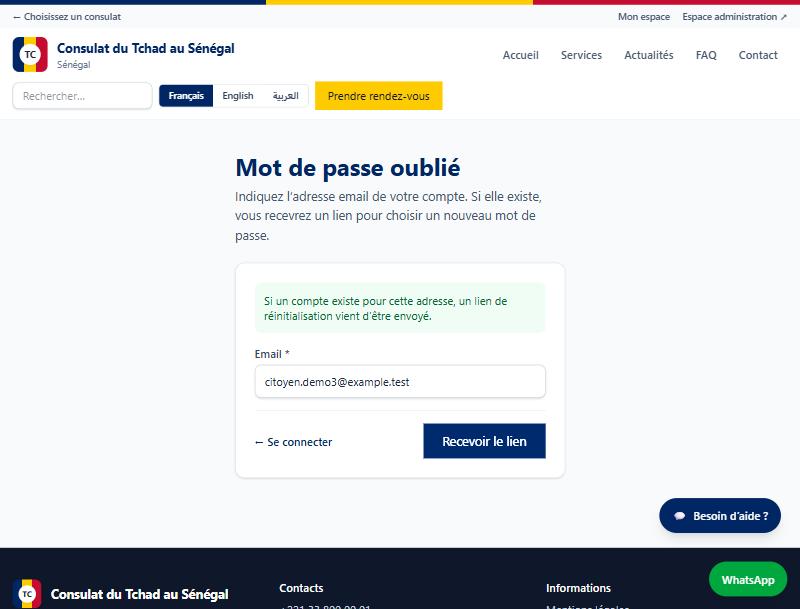 ← Choisissez un consulat
Mon espace
Espace administration ↗
TC
Consulat du Tchad au Sénégal
Sénégal
Accueil
Services
Actualités
FAQ
Contact
Rechercher...
Français
English
العربية
Prendre rendez-vous
Mot de passe oublié
Indiquez l'adresse email de votre compte. Si elle existe,
vous recevrez un lien pour choisir un nouveau mot de
passe.
Si un compte existe pour cette adresse, un lien de
réinitialisation vient d'être envoyé.
Email *
citoyen.demo3@example.test
← Se connecter
Recevoir le lien
Besoin d'aide ?
WhatsApp
TC
Consulat du Tchad au Sénégal
Contacts
Informations
Mentions légales